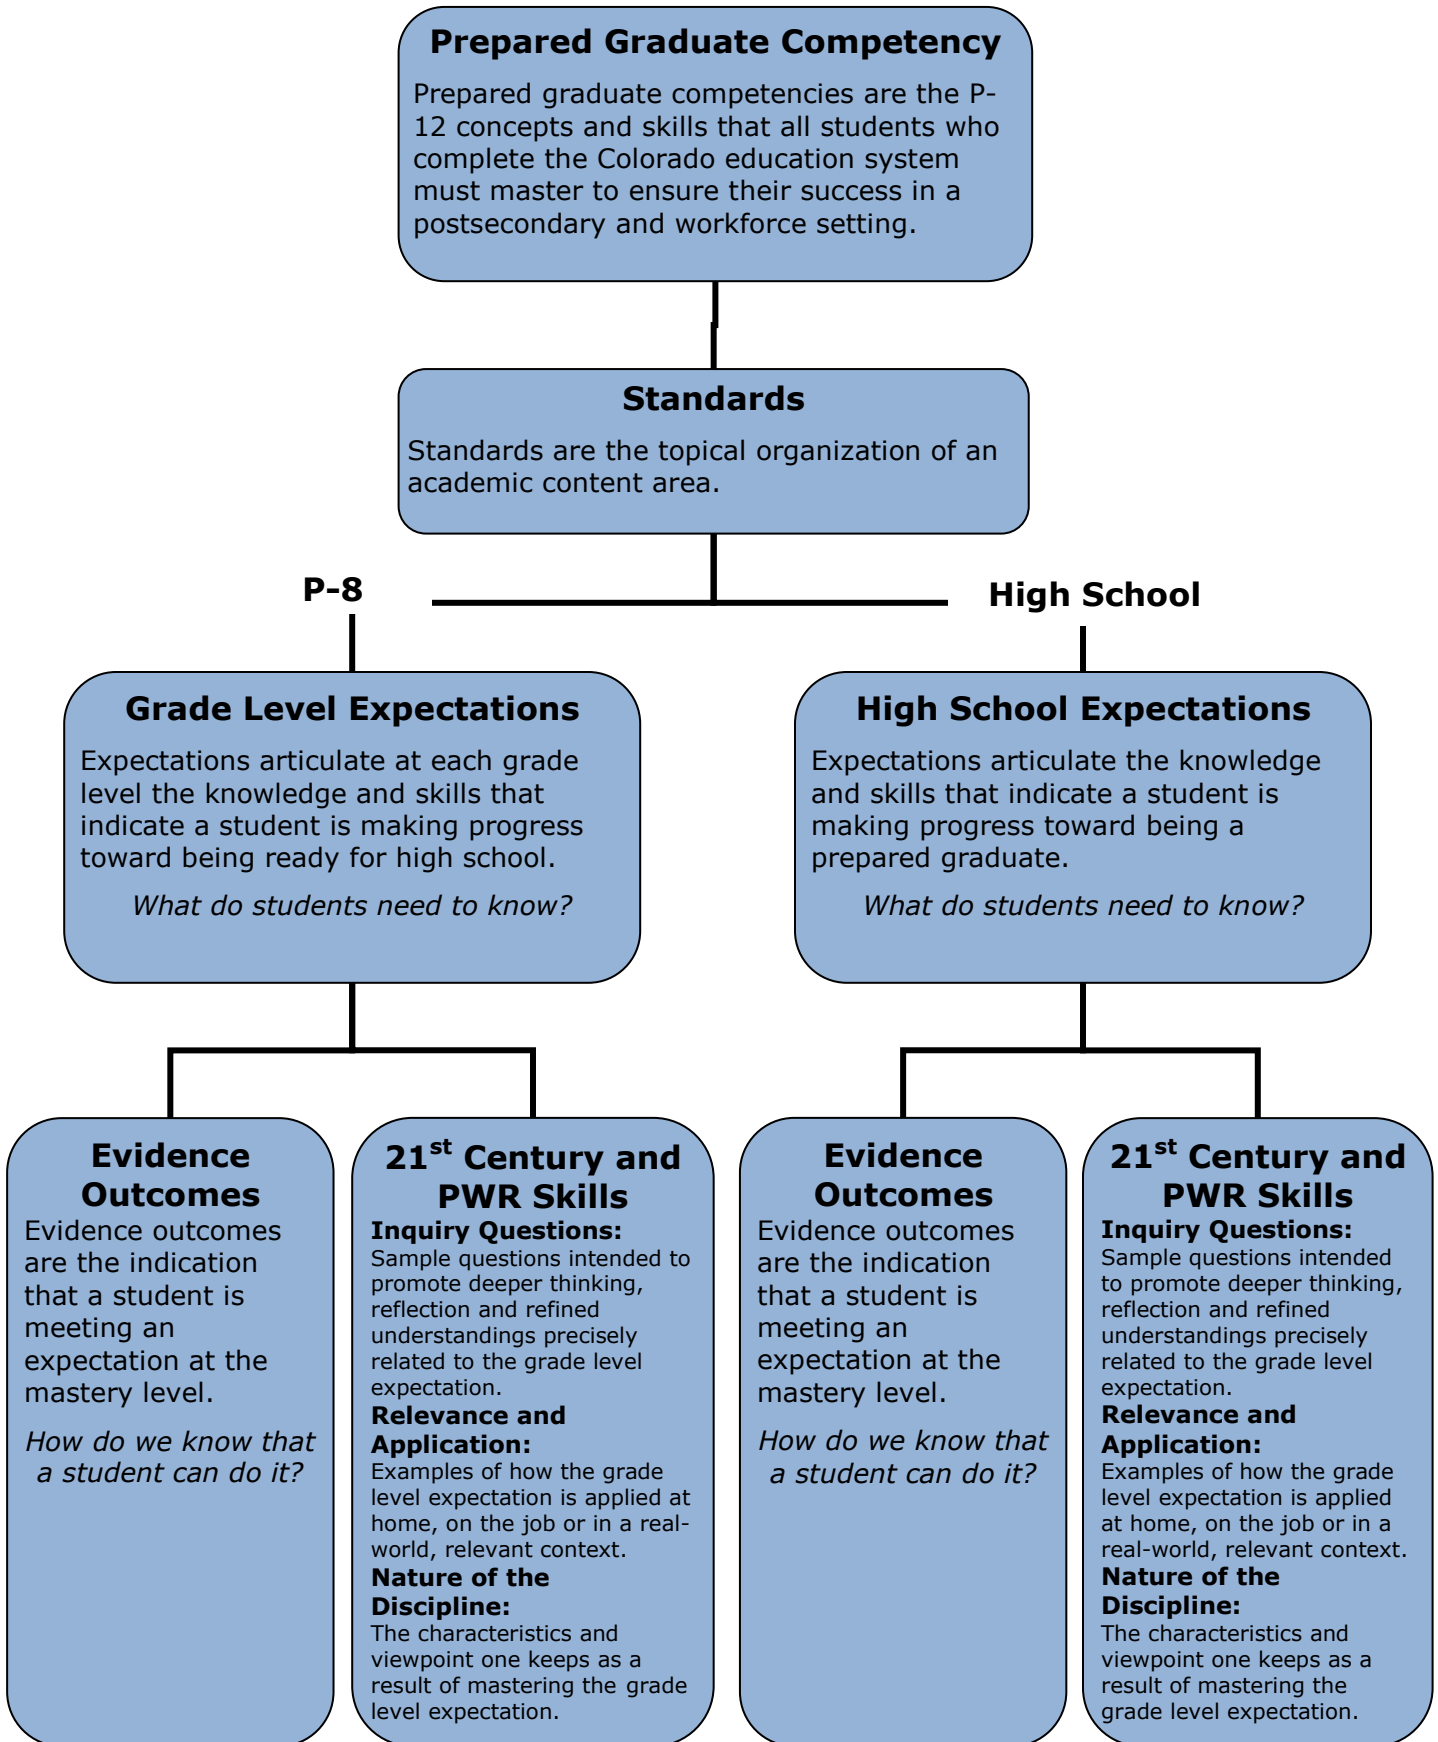 Prepared Graduate Competency
Prepared graduate competencies are the P-
12 concepts and skills that all students who
complete the Colorado education system
must master to ensure their success in a
postsecondary and workforce setting.
Standards
Standards are the topical organization of an
academic content area.
P-8
High School
Grade Level Expectations
Expectations articulate at each grade
level the knowledge and skills that
indicate a student is making progress
toward being ready for high school.
What do students need to know?
High School Expectations
Expectations articulate the knowledge
and skills that indicate a student is
making progress toward being a
prepared graduate.
What do students need to know?
Evidence
Outcomes
Evidence outcomes
are the indication
that a student is
meeting an
expectation at the
mastery level.
How do we know that
a student can do it?
21st Century and
PWR Skills
Inquiry Questions:
Sample questions intended to
promote deeper thinking,
reflection and refined
understandings precisely
related to the grade level
expectation.
Relevance and
Application:
Examples of how the grade
level expectation is applied at
home, on the job or in a real-
world, relevant context.
Nature of the
Discipline:
The characteristics and
viewpoint one keeps as a
result of mastering the grade
level expectation.
Evidence
Outcomes
Evidence outcomes
are the indication
that a student is
meeting an
expectation at the
mastery level.
How do we know that
a student can do it?
21st Century and
PWR Skills
Inquiry Questions:
Sample questions intended
to promote deeper thinking,
reflection and refined
understandings precisely
related to the grade level
expectation.
Relevance and
Application:
Examples of how the grade
level expectation is applied
at home, on the job or in a
real-world, relevant context.
Nature of the
Discipline:
The characteristics and
viewpoint one keeps as a
result of mastering the
grade level expectation.